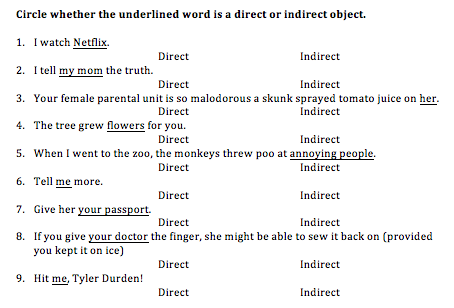 Circle whether the underlined word is a direct or indirect object.
1. I watch Netflix.
Direct Indirect
2. I tell my mom the truth.
Direct Indirect
3. Your female parental unit is so malodorous a skunk sprayed tomato juice on her.
Direct Indirect
4. The tree grew flowers for you.
Direct Indirect
5. When I went to the zoo, the monkeys threw poo at annoying people.
Direct Indirect
6. Tell me more.
Direct Indirect
7. Give her your passport.
Direct Indirect
8. If you give your doctor the finger, she might be able to sew it back on (provided
you kept it on ice)
Direct Indirect
9. Hit me, Tyler Durden!
Direct Indirect